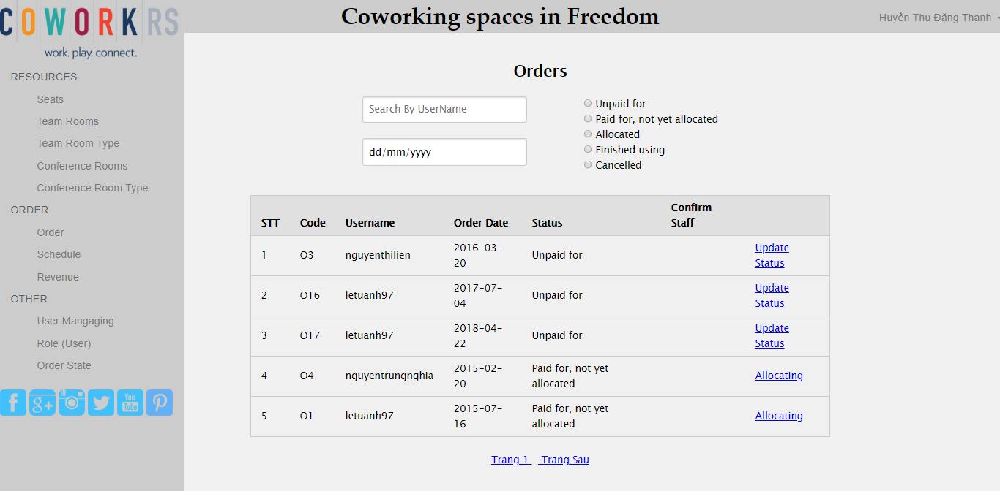 COWORKRS
work. play. connect.
Coworking spaces in Freedom
Huyền Thu Đặng Thanh
RESOURCES
Seats
Team Rooms
Team Room Type
Conference Rooms
Conference Room Type
ORDER
Order
Schedule
Revenue
OTHER
User Mangaging
Role (User)
Order State
f
g+
You
Tube
Orders
Search By UserName
dd/mm/yyyy
Unpaid for
Paid for, not yet allocated
Allocated
Finished using
Cancelled
STT Code Username Order Date Status Confirm
Staff
1 O3 nguyenthilien 2016-03-
20 Unpaid for Update
Status
2 O16 letuanh97 2017-07-
04 Unpaid for Update
Status
3 O17 letuanh97 2018-04-
22 Unpaid for Update
Status
4 O4 nguyentrungnghia 2015-02-
20 Paid for, not yet
allocated Allocating
5 O1 letuanh97 2015-07-
16 Paid for, not yet
allocated Allocating
Trang 1 Trang Sau